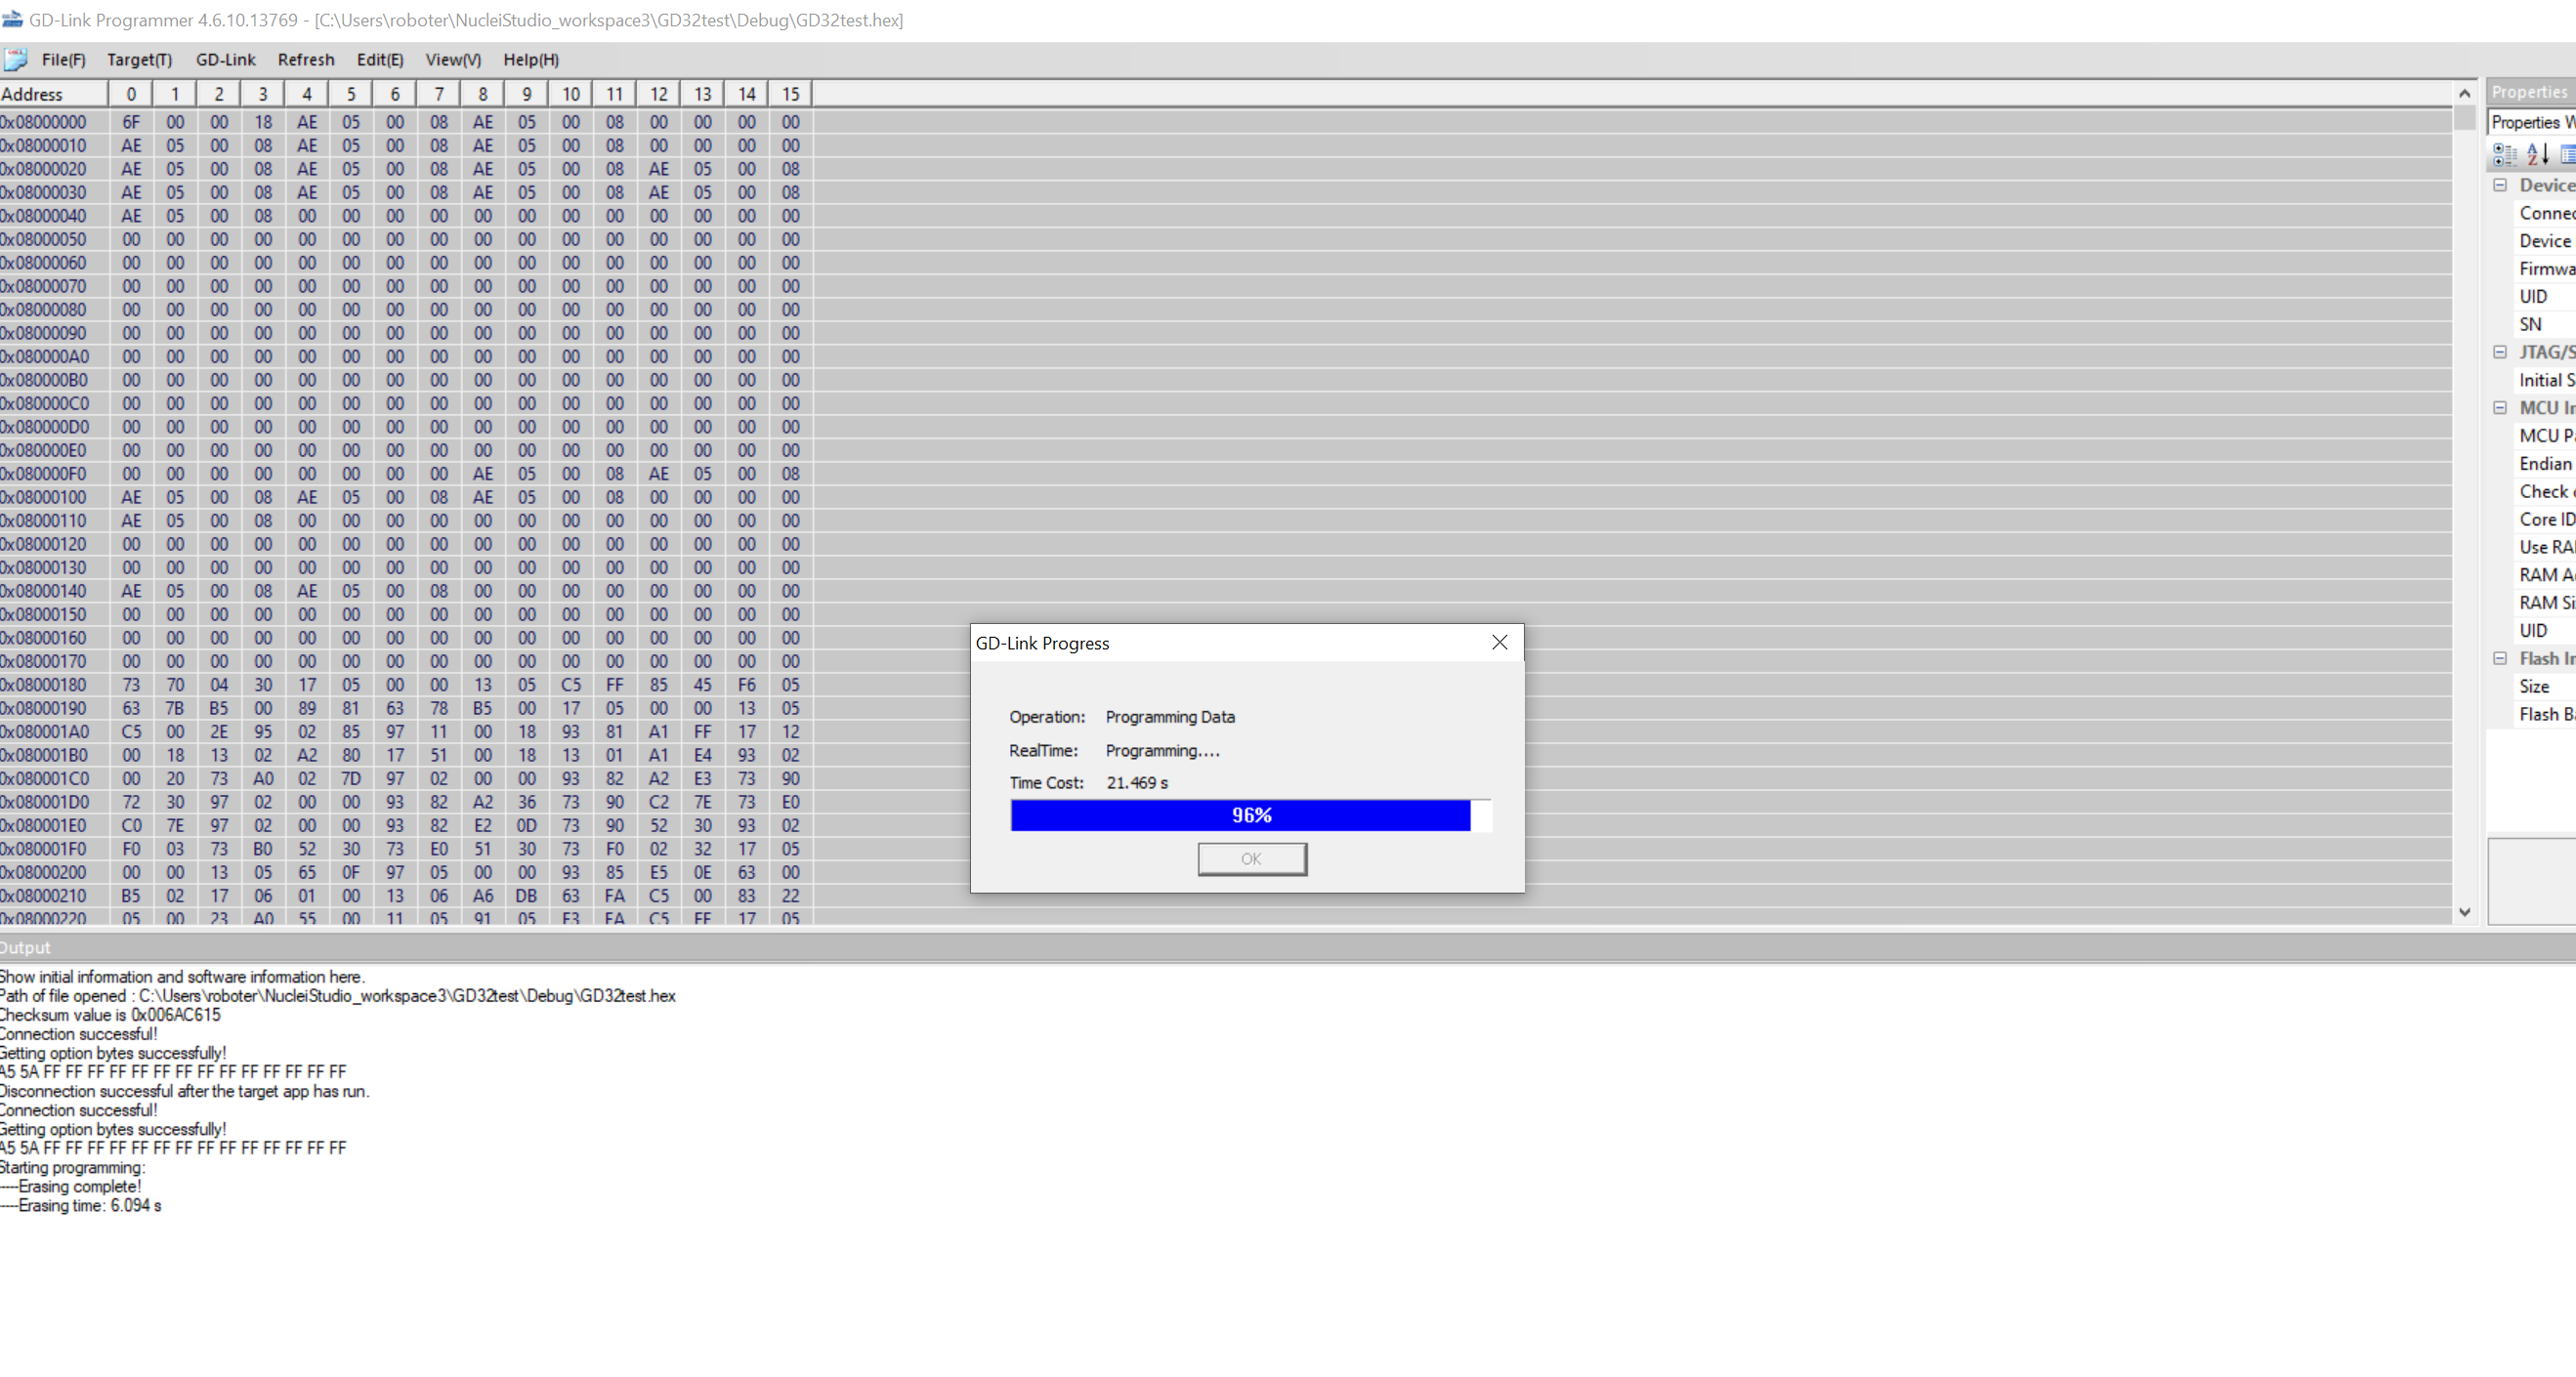 GD-Link Programmer 4.6.10.13769 - [C:\Users\roboter\NucleiStudio_workspace3\GD32test\Debug\GD32test.hex]
File(F) Target(T) GD-Link Refresh Edit(E) View(V) Help(H)
Address 0 1 2 3 4 5 6 7 8 9 10 11 12 13 14 15
0x08000000 6F 00 00 18 AE 05 00 08 AE 05 00 08 00 00 00 00
0x08000010 AE 05 00 08 AE 05 00 08 AE 05 00 08 00 00 00 00
0x08000020 AE 05 00 08 AE 05 00 08 AE 05 00 08 AE 05 00 08
0x08000030 AE 05 00 08 AE 05 00 08 AE 05 00 08 AE 05 00 08
0x08000040 AE 05 00 08 00 00 00 00 00 00 00 00 00 00 00 00
0x08000050 00 00 00 00 00 00 00 00 00 00 00 00 00 00 00 00
0x08000060 00 00 00 00 00 00 00 00 00 00 00 00 00 00 00 00
0x08000070 00 00 00 00 00 00 00 00 00 00 00 00 00 00 00 00
0x08000080 00 00 00 00 00 00 00 00 00 00 00 00 00 00 00 00
0x08000090 00 00 00 00 00 00 00 00 00 00 00 00 00 00 00 00
0x080000A0 00 00 00 00 00 00 00 00 00 00 00 00 00 00 00 00
0x080000B0 00 00 00 00 00 00 00 00 00 00 00 00 00 00 00 00
0x080000C0 00 00 00 00 00 00 00 00 00 00 00 00 00 00 00 00
0x080000D0 00 00 00 00 00 00 00 00 00 00 00 00 00 00 00 00
0x080000E0 00 00 00 00 00 00 00 00 00 00 00 00 00 00 00 00
0x080000F0 00 00 00 00 00 00 00 00 AE 05 00 08 AE 05 00 08
0x08000100 AE 05 00 08 AE 05 00 08 AE 05 00 08 00 00 00 00
0x08000110 AE 05 00 08 00 00 00 00 00 00 00 00 00 00 00 00
0x08000120 00 00 00 00 00 00 00 00 00 00 00 00 00 00 00 00
0x08000130 00 00 00 00 00 00 00 00 00 00 00 00 00 00 00 00
0x08000140 AE 05 00 08 AE 05 00 08 00 00 00 00 00 00 00 00
0x08000150 00 00 00 00 00 00 00 00 00 00 00 00 00 00 00 00
0x08000160 00 00 00 00 00 00 00 00 00 00 00 00 00 00 00 00
0x08000170 00 00 00 00 00 00 00 00 00 00 00 00 00 00 00 00
0x08000180 73 70 04 30 17 05 00 00 13 05 C5 FF 85 45 F6 05
0x08000190 63 7B B5 00 89 81 63 78 B5 00 17 05 00 00 13 05
0x080001A0 C5 00 2E 95 02 85 97 11 00 18 93 81 A1 FF 17 12
0x080001B0 00 18 13 02 A2 80 17 51 00 18 13 01 A1 E4 93 02
0x080001C0 00 20 73 A0 02 7D 97 02 00 00 93 82 A2 E3 73 90
0x080001D0 72 30 97 02 00 00 93 82 A2 36 73 90 C2 7E 73 E0
0x080001E0 C0 7E 97 02 00 00 93 82 E2 0D 73 90 52 30 93 02
0x080001F0 F0 03 73 B0 52 30 73 E0 51 30 73 F0 02 32 17 05
0x08000200 00 00 13 05 65 0F 97 05 00 00 93 85 E5 0E 63 00
0x08000210 B5 02 17 06 01 00 13 06 A6 DB 63 FA C5 00 83 22
0x08000220 05 00 23 A0 55 00 11 05 91 05 E3 EA C5 FE 17 05
Properties
Properties W
Device
Connec
Device
Firmwa
UID
SN
JTAG/S
Initial S
MCU In
MCU Pa
Endian
Check
Core ID
Use RA
RAM A
RAM Si
UID
Flash In
Size
Flash Ba
GD-Link Progress
Operation: Programming Data
RealTime: Programming....
Time Cost: 21.469 s
96%
OK
Output
Show initial information and software information here.
Path of file opened : C:\Users\roboter\NucleiStudio_workspace3\GD32test\Debug\GD32test.hex
Checksum value is 0x006AC615
Connection successful!
Getting option bytes successfully!
A5 5A FF FF FF FF FF FF FF FF FF FF FF FF FF FF
Disconnection successful after the target app has run.
Connection successful!
Getting option bytes successfully!
A5 5A FF FF FF FF FF FF FF FF FF FF FF FF FF FF
Starting programming:
----Erasing complete!
----Erasing time: 6.094 s